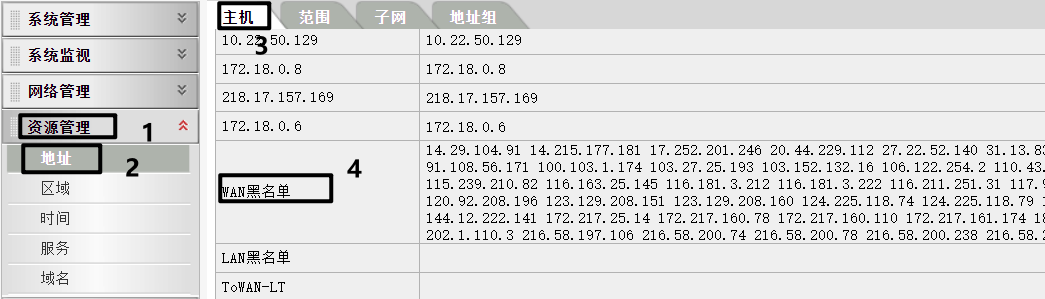 系统管理
系统监视
网络管理
资源管理 1
地址 2
区域
时间
服务
域名
主机 范围 子网 地址组
3
10.22.50.129 10.22.50.129
172.18.0.8 172.18.0.8
218.17.157.169 218.17.157.169
172.18.0.6 172.18.0.6
WAN黑名单 4
14.29.104.91 14.215.177.181 17.252.201.246 20.44.229.112 27.22.52.140 31.13.83
91.108.56.171 100.103.1.174 103.27.25.193 103.152.132.16 106.122.254.2 110.43.
115.239.210.82 116.163.25.145 116.181.3.212 116.181.3.222 116.211.251.31 117.9
120.92.208.196 123.129.208.151 123.129.208.160 124.225.118.74 124.225.118.79 1
144.12.222.141 172.217.25.14 172.217.160.78 172.217.160.110 172.217.161.174 18
202.1.110.3 216.58.197.106 216.58.200.74 216.58.200.78 216.58.200.238 216.58.2
LAN黑名单
ToWAN-LT